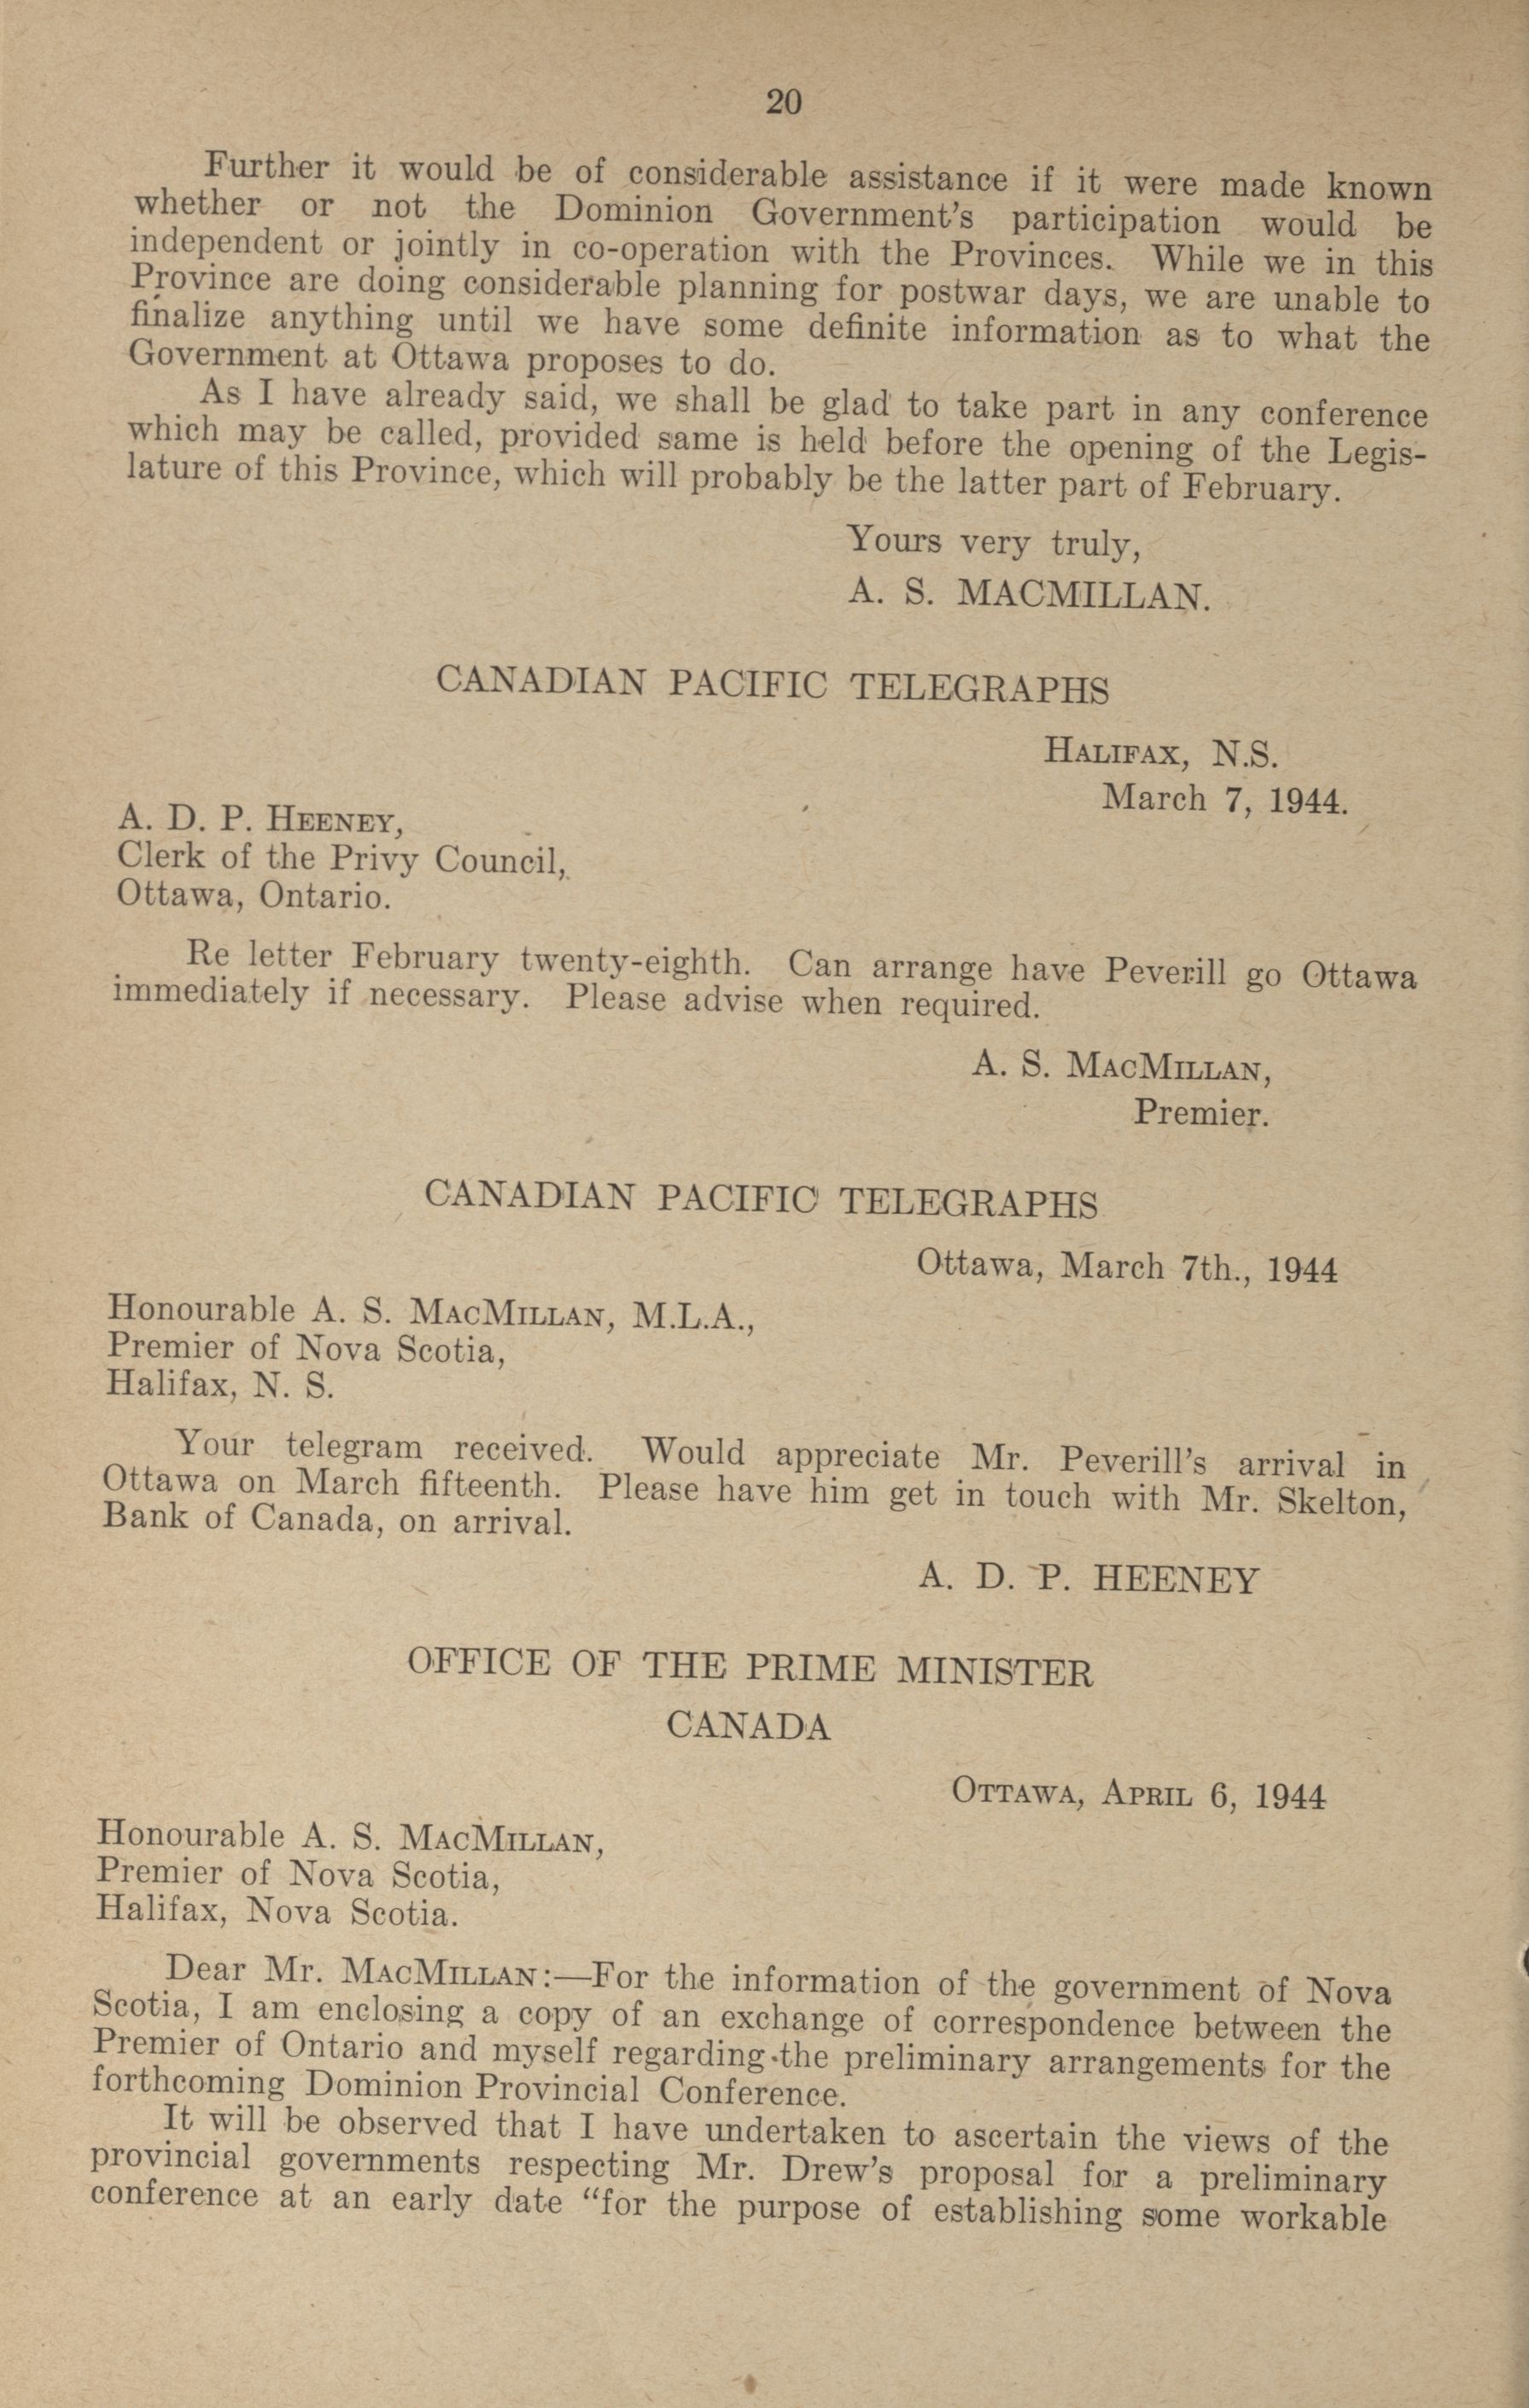 20
Further it would be of considerable assistance if it were made known
whether or not the Dominion Government's participation would be
independent or jointly in co-operation with the Provinces. While we in this
Province are doing considerable planning for postwar days, we are unable to
finalize anything until we have some definite information as to what the
Government at Ottawa proposes to do.
As I have already said, we shall be glad to take part in any conference
which may be called, provided same is held before the opening of the Legis-
lature of this Province, which will probably be the latter part of February.
Yours very truly,
A. S. MACMILLAN.
CANADIAN PACIFIC TELEGRAPHS
HALIFAX, N.S.
March 7, 1944.
A. D. P. HEENEY,
Clerk of the Privy Council,
Ottawa, Ontario.
Re letter February twenty-eighth. Can arrange have Peverill go Ottawa
immediately if necessary. Please advise when required.
A. S. MACMILLAN,
Premier.
CANADIAN PACIFIC TELEGRAPHS
Ottawa, March 7th., 1944
Honourable A. S. MACMILLAN, M.L.A.,
Premier of Nova Scotia,
Halifax, N. S.
Your telegram received. Would appreciate Mr. Peverill's arrival in
Ottawa on March fifteenth. Please have him get in touch with Mr. Skelton,
Bank of Canada, on arrival.
A. D. P. HEENEY
OFFICE OF THE PRIME MINISTER
CANADA
OTTAWA, APRIL 6, 1944
Honourable A. S. MACMILLAN,
Premier of Nova Scotia,
Halifax, Nova Scotia.
Dear Mr. MACMILLAN:—For the information of the government of Nova
Scotia, I am enclosing a copy of an exchange of correspondence between the
Premier of Ontario and myself regarding the preliminary arrangements for the
forthcoming Dominion Provincial Conference.
It will be observed that I have undertaken to ascertain the views of the
provincial governments respecting Mr. Drew's proposal for a preliminary
conference at an early date "for the purpose of establishing some workable